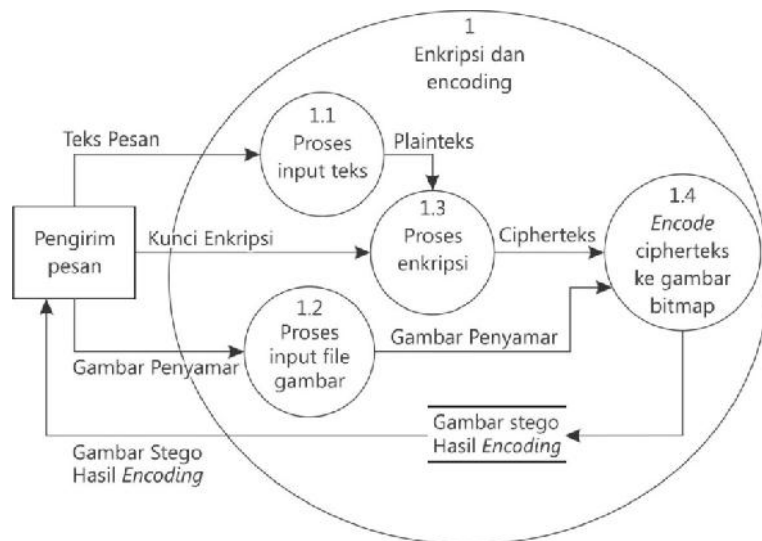 1
Enkripsi dan
encoding
1.1
Proses
input teks
Teks Pesan
Plainteks
1.3
Proses
enkripsi
1.4
Encode
cipherteks
ke gambar
bitmap
Pengirim
pesan
Kunci Enkripsi
Cipherteks
1.2
Proses
input file
gambar
Gambar Penyamar
Gambar Penyamar
Gambar stego
Hasil Encoding
Gambar Stego
Hasil Encoding